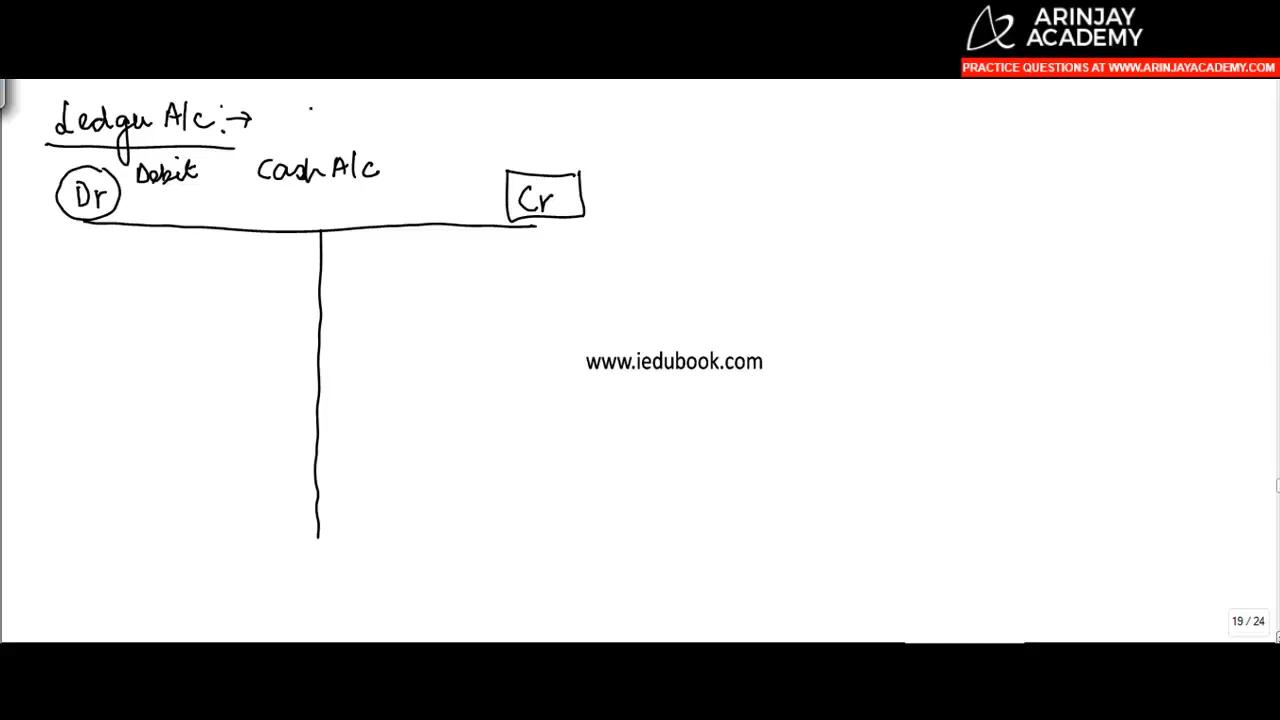 ARINJAY
ACADEMY
PRACTICE QUESTIONS AT WWW.ARINJAYACADEMY.COM
Ledger A/c :→
Debit Cash A/c
Dr Cr
www.iedubook.com
19 / 24